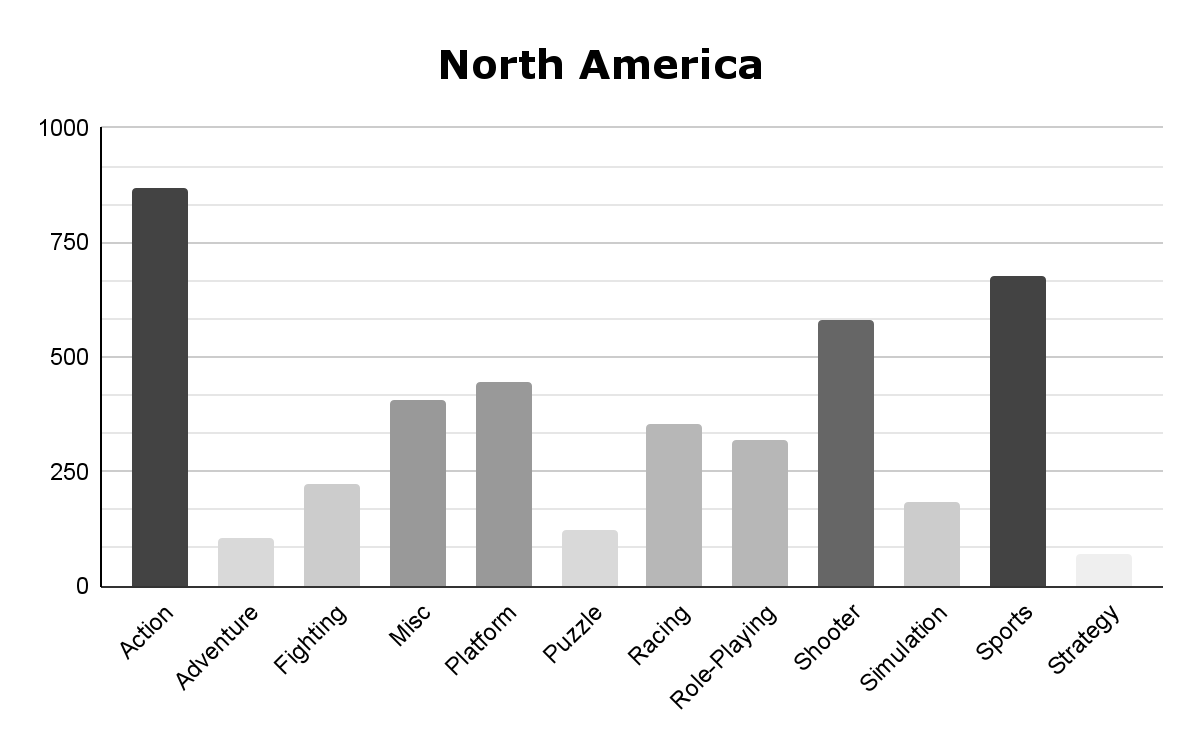 North America
1000
750
500
250
0
Action
Adventure
Fighting
Misc
Platform
Puzzle
Racing
Role-Playing
Shooter
Simulation
Sports
Strategy